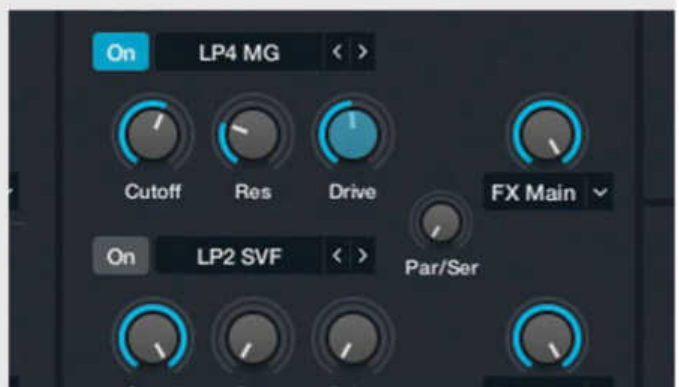 On LP4 MG < >
Cutoff Res Drive
FX Main
Par/Ser
On LP2 SVF < >